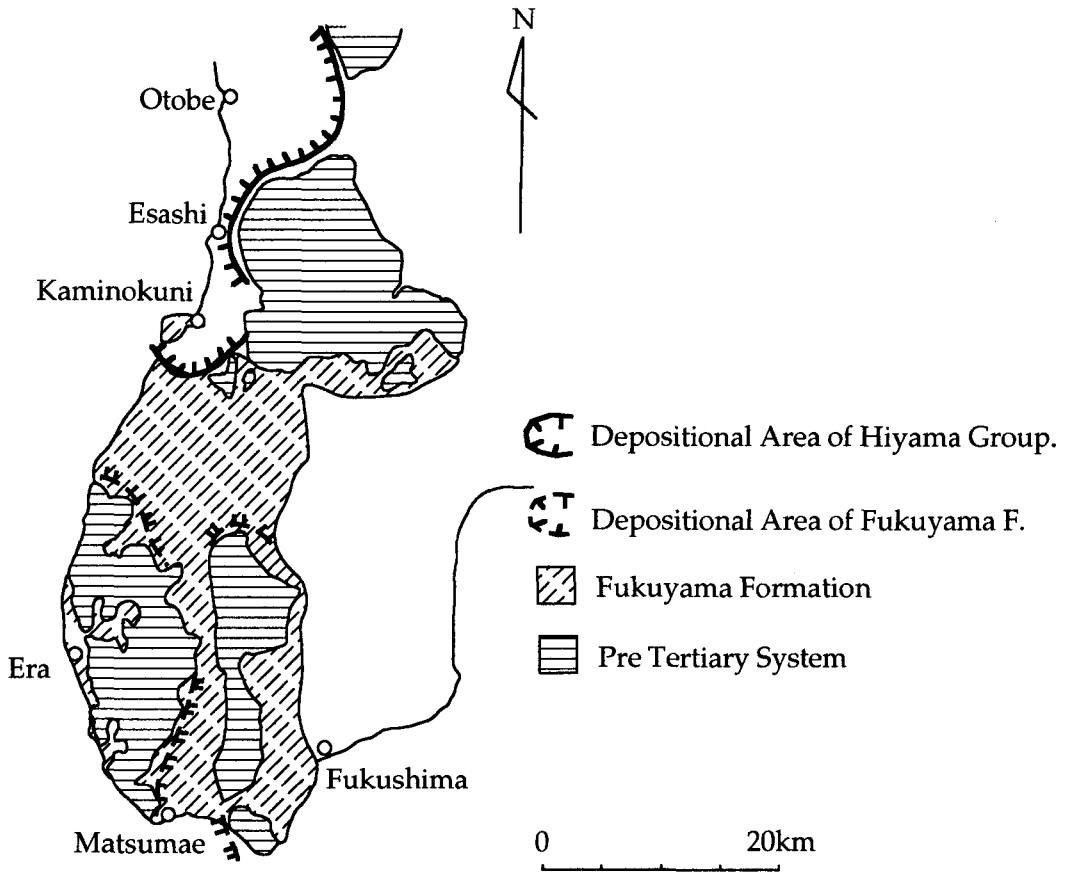 N
Otobe
Esashi
Kaminokuni
Era
Matsumae
Fukushima
Depositional Area of Hiyama Group.
Depositional Area of Fukuyama F.
Fukuyama Formation
Pre Tertiary System
0 20km